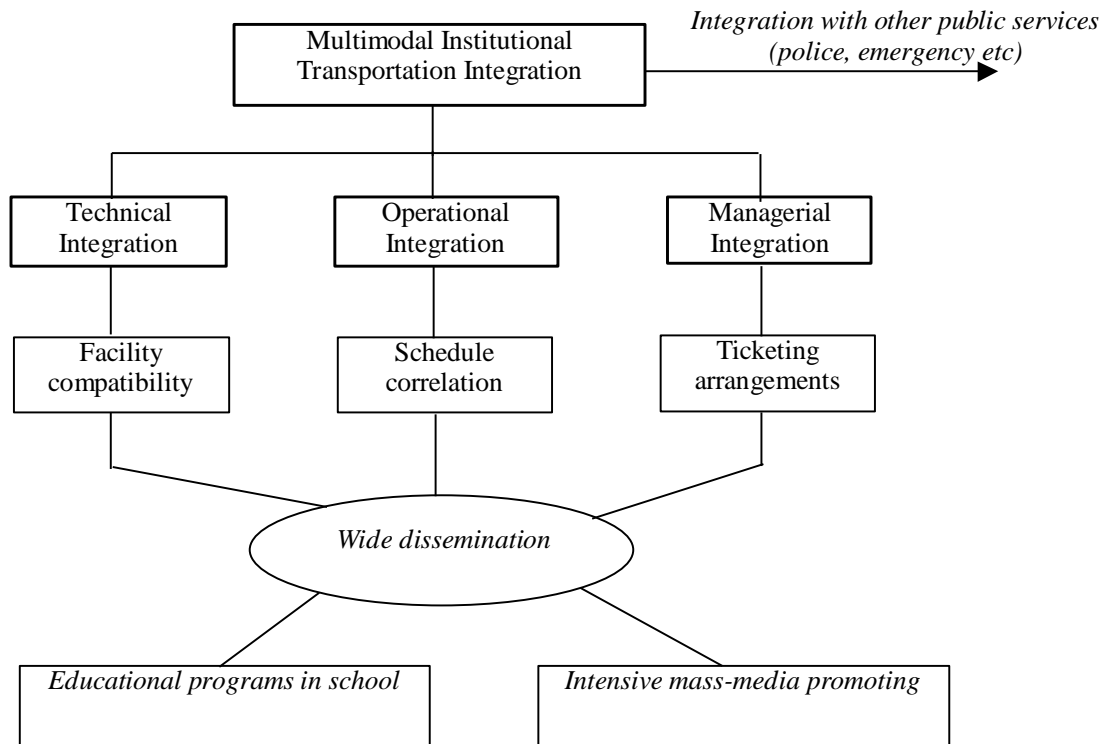 Integration with other public services
(police, emergency etc)
Multimodal Institutional
Transportation Integration
Technical
Integration
Operational
Integration
Managerial
Integration
Facility
compatibility
Schedule
correlation
Ticketing
arrangements
Wide dissemination
Educational programs in school
Intensive mass-media promoting